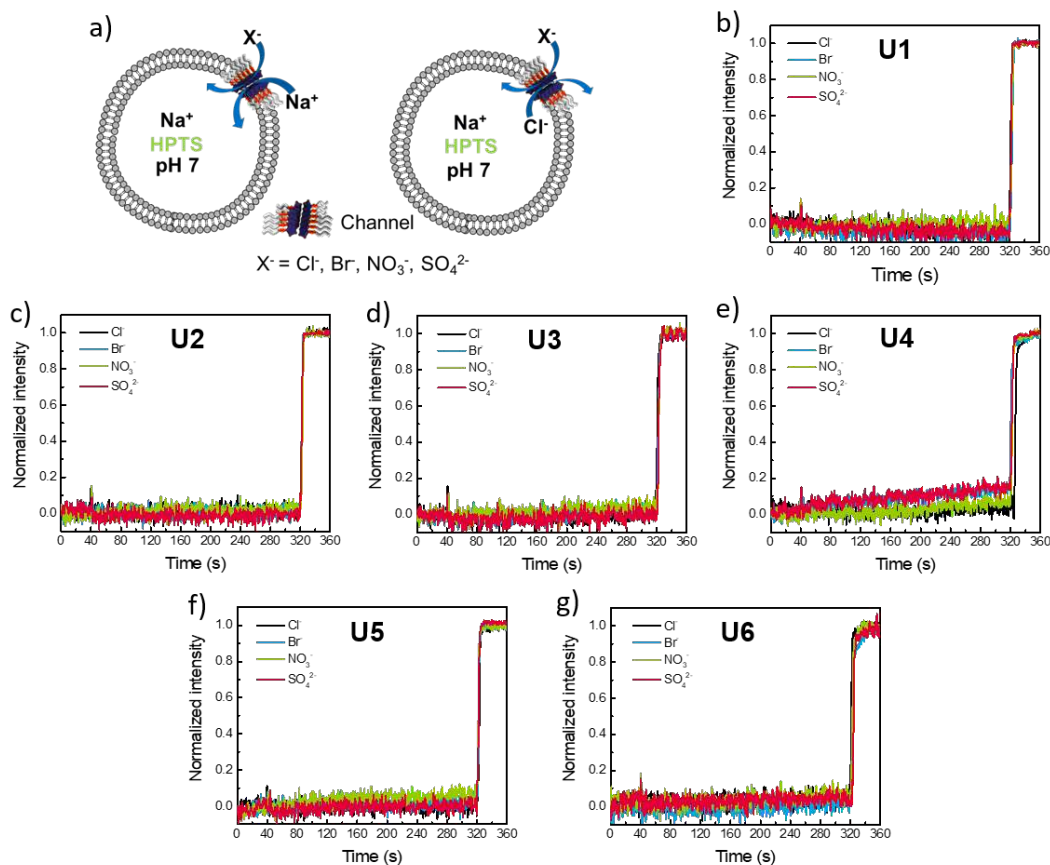 a)
X⁻
Na⁺
Na⁺
HPTS
pH 7
X⁻
Cl⁻
Na⁺
HPTS
pH 7
Channel
X⁻ = Cl⁻, Br⁻, NO₃⁻, SO₄²⁻
b)
U1
Cl⁻
Br⁻
NO₃⁻
SO₄²⁻
Normalized intensity
1.0
0.8
0.6
0.4
0.2
0.0
0 40 80 120 160 200 240 280 320 360
Time (s)
c)
U2
Cl⁻
Br⁻
NO₃⁻
SO₄²⁻
Normalized intensity
1.0
0.8
0.6
0.4
0.2
0.0
0 40 80 120 160 200 240 280 320 360
Time (s)
d)
U3
Cl⁻
Br⁻
NO₃⁻
SO₄²⁻
Normalized intensity
1.0
0.8
0.6
0.4
0.2
0.0
0 40 80 120 160 200 240 280 320 360
Time (s)
e)
U4
Cl⁻
Br⁻
NO₃⁻
SO₄²⁻
Normalized intensity
1.0
0.8
0.6
0.4
0.2
0.0
0 40 80 120 160 200 240 280 320 360
Time (s)
f)
U5
Cl⁻
Br⁻
NO₃⁻
SO₄²⁻
Normalized intensity
1.0
0.8
0.6
0.4
0.2
0.0
0 40 80 120 160 200 240 280 320 360
Time (s)
g)
U6
Cl⁻
Br⁻
NO₃⁻
SO₄²⁻
Normalized intensity
1.0
0.8
0.6
0.4
0.2
0.0
0 40 80 120 160 200 240 280 320 360
Time (s)